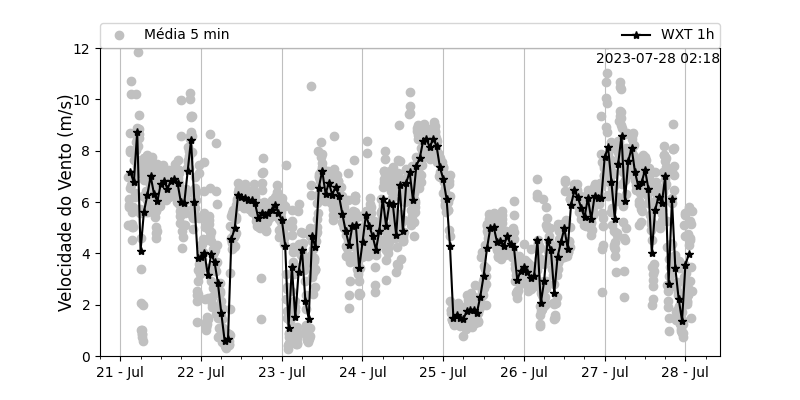 Média 5 min
WXT 1h
2023-07-28 02:18
Velocidade do Vento (m/s)
12
10
8
6
4
2
0
21 - Jul
22 - Jul
23 - Jul
24 - Jul
25 - Jul
26 - Jul
27 - Jul
28 - Jul